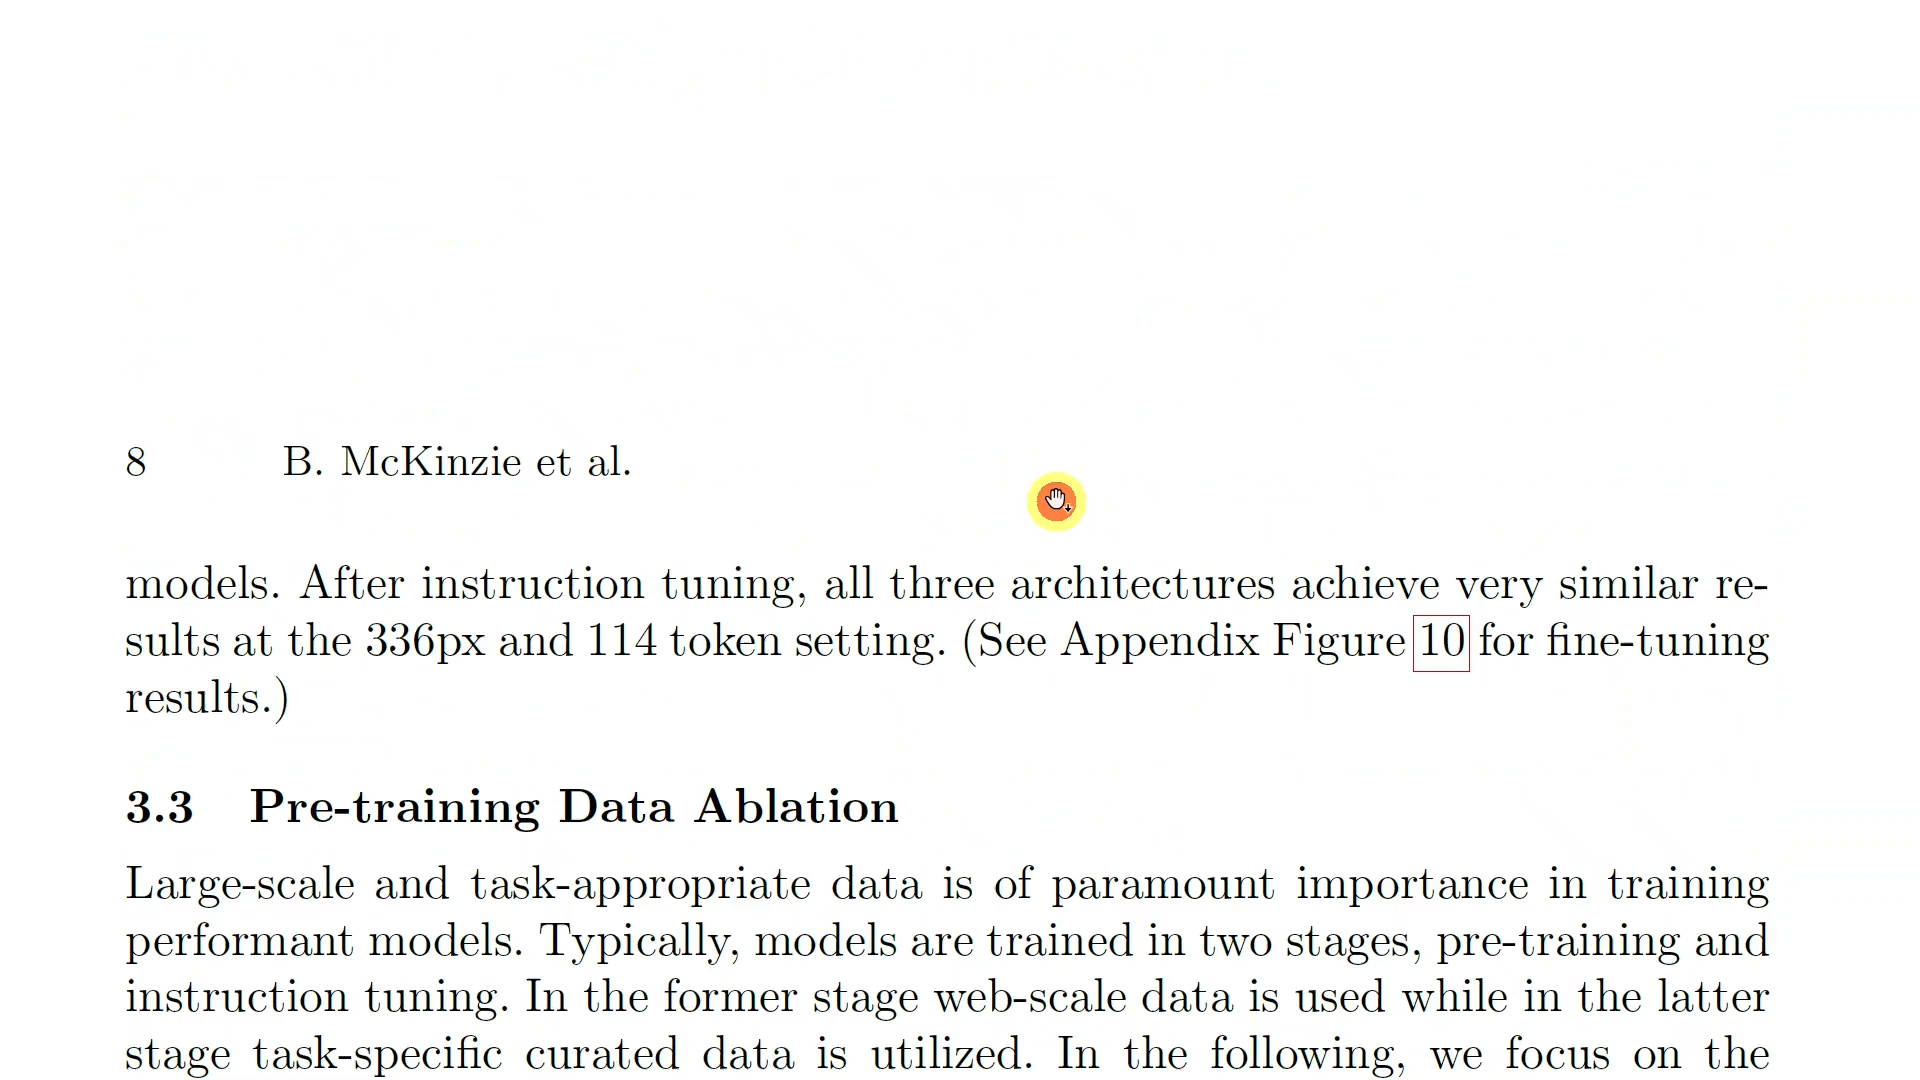 8 B. McKinzie et al.
models. After instruction tuning, all three architectures achieve very similar re-
sults at the 336px and 114 token setting. (See Appendix Figure 10 for fine-tuning
results.)
3.3 Pre-training Data Ablation
Large-scale and task-appropriate data is of paramount importance in training
performant models. Typically, models are trained in two stages, pre-training and
instruction tuning. In the former stage web-scale data is used while in the latter
stage task-specific curated data is utilized. In the following, we focus on the